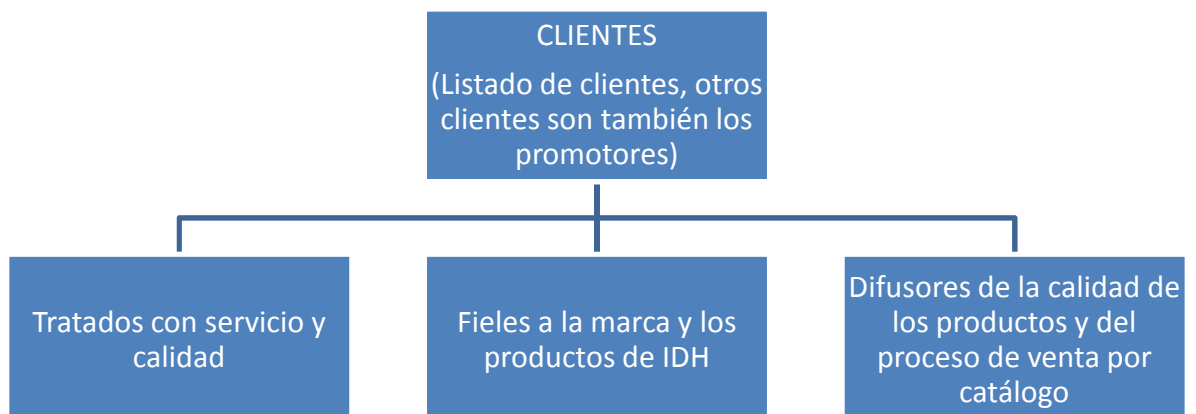 CLIENTES
(Listado de clientes, otros
clientes son también los
promotores)
Tratados con servicio y
calidad
Fieles a la marca y los
productos de IDH
Difusores de la calidad de
los productos y del
proceso de venta por
catálogo